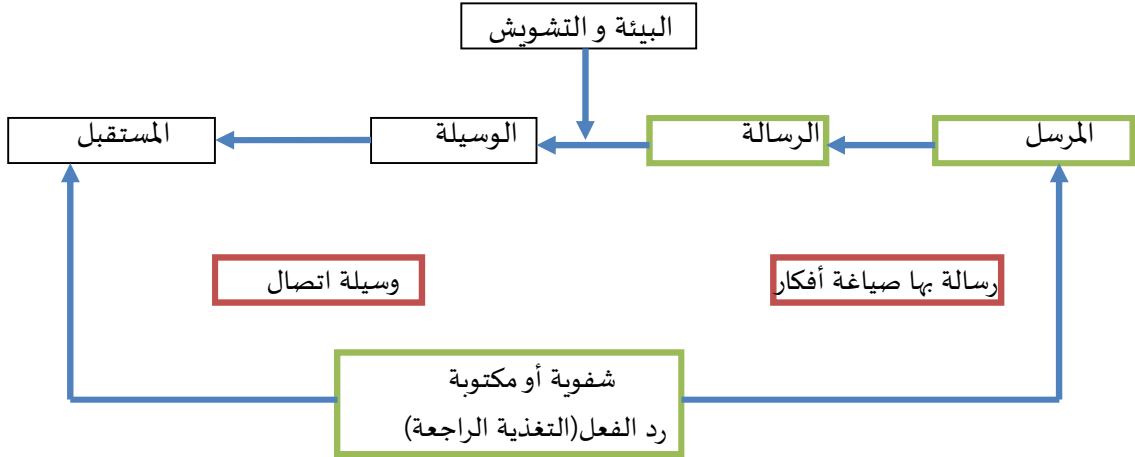 البيئة و التشويش
المرسل
الرسالة
الوسيلة
المستقبل
رسالة بها صياغة أفكار
وسيلة اتصال
شفوية أو مكتوبة
رد الفعل(التغذية الراجعة)